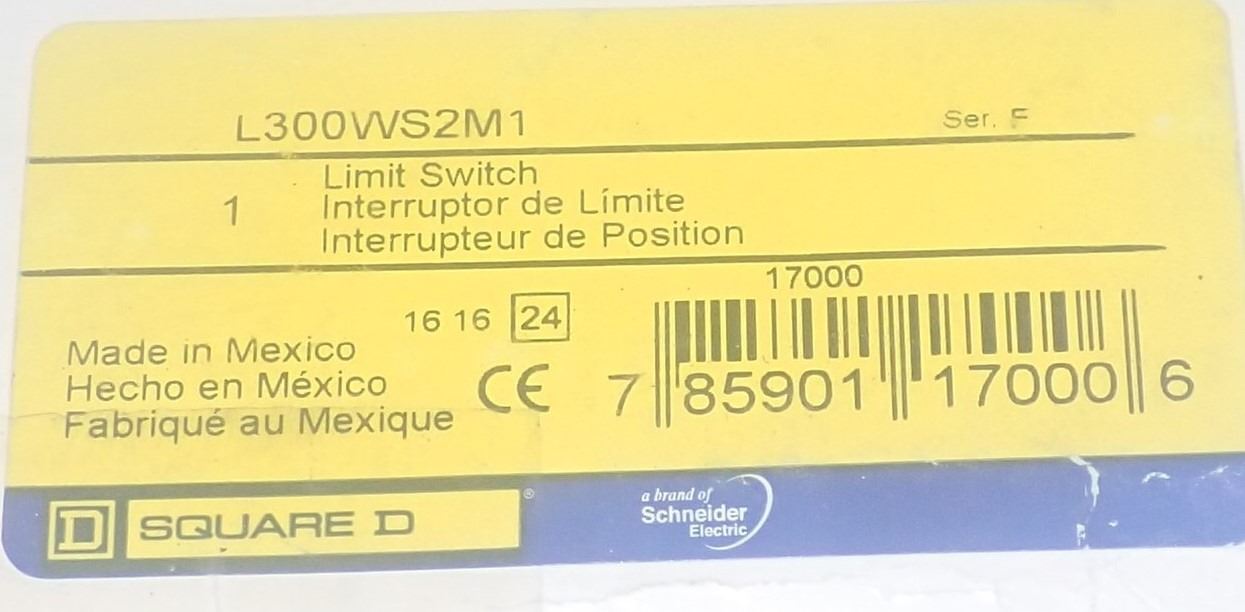 L300WS2M1 Ser. F
Limit Switch
1 Interruptor de Límite
Interrupteur de Position
17000
16 16 24
Made in Mexico
Hecho en México
Fabriqué au Mexique
CE
7 85901 17000 6
D SQUARE D ®
a brand of
Schneider
Electric